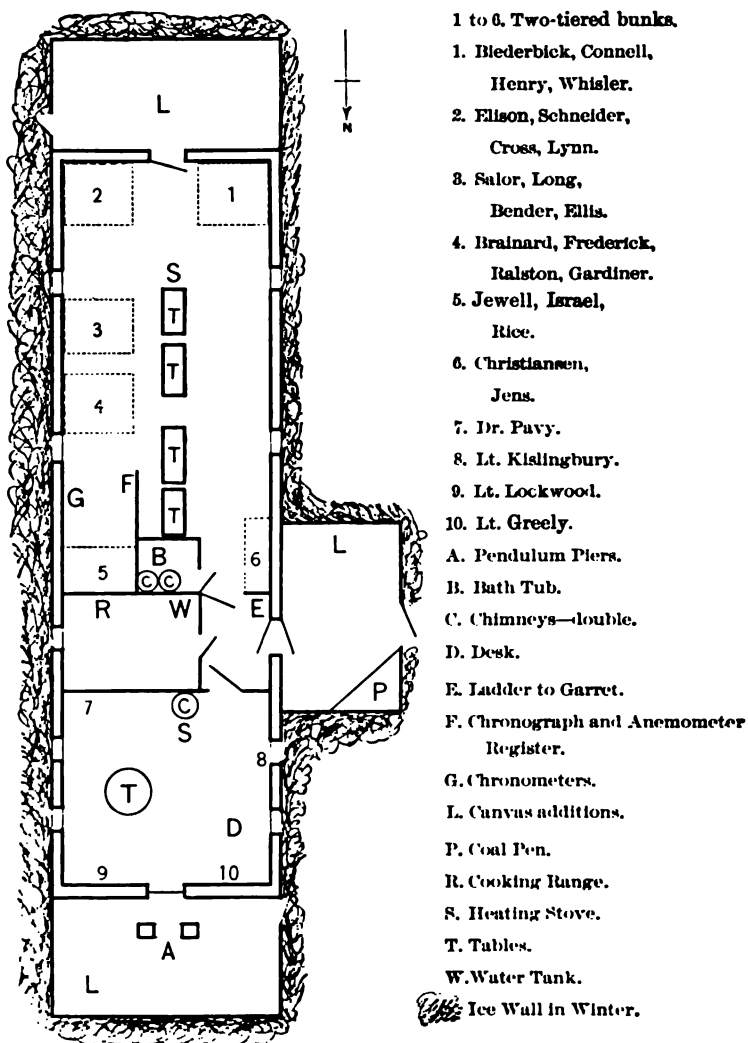 L
N
2 1
S
T
3
T
4
T
G F
T
B L
5 C C 6
R W E
7 C P
S
8
T
D
9 10
A
L
1 to 6. Two-tiered bunks.
1. Biederbick, Connell,
Henry, Whisler.
2. Elison, Schneider,
Cross, Lynn.
3. Salor, Long,
Bender, Ellis.
4. Brainard, Frederick,
Ralston, Gardiner.
5. Jewell, Israel,
Rice.
6. Christiansen,
Jens.
7. Dr. Pavy.
8. Lt. Kislingbury.
9. Lt. Lockwood.
10. Lt. Greely.
A. Pendulum Piers.
B. Bath Tub.
C. Chimneys—double.
D. Desk.
E. Ladder to Garret.
F. Chronograph and Anemometer
Register.
G. Chronometers.
L. Canvas additions.
P. Coal Pen.
R. Cooking Range.
S. Heating Stove.
T. Tables.
W. Water Tank.
Ice Wall in Winter.